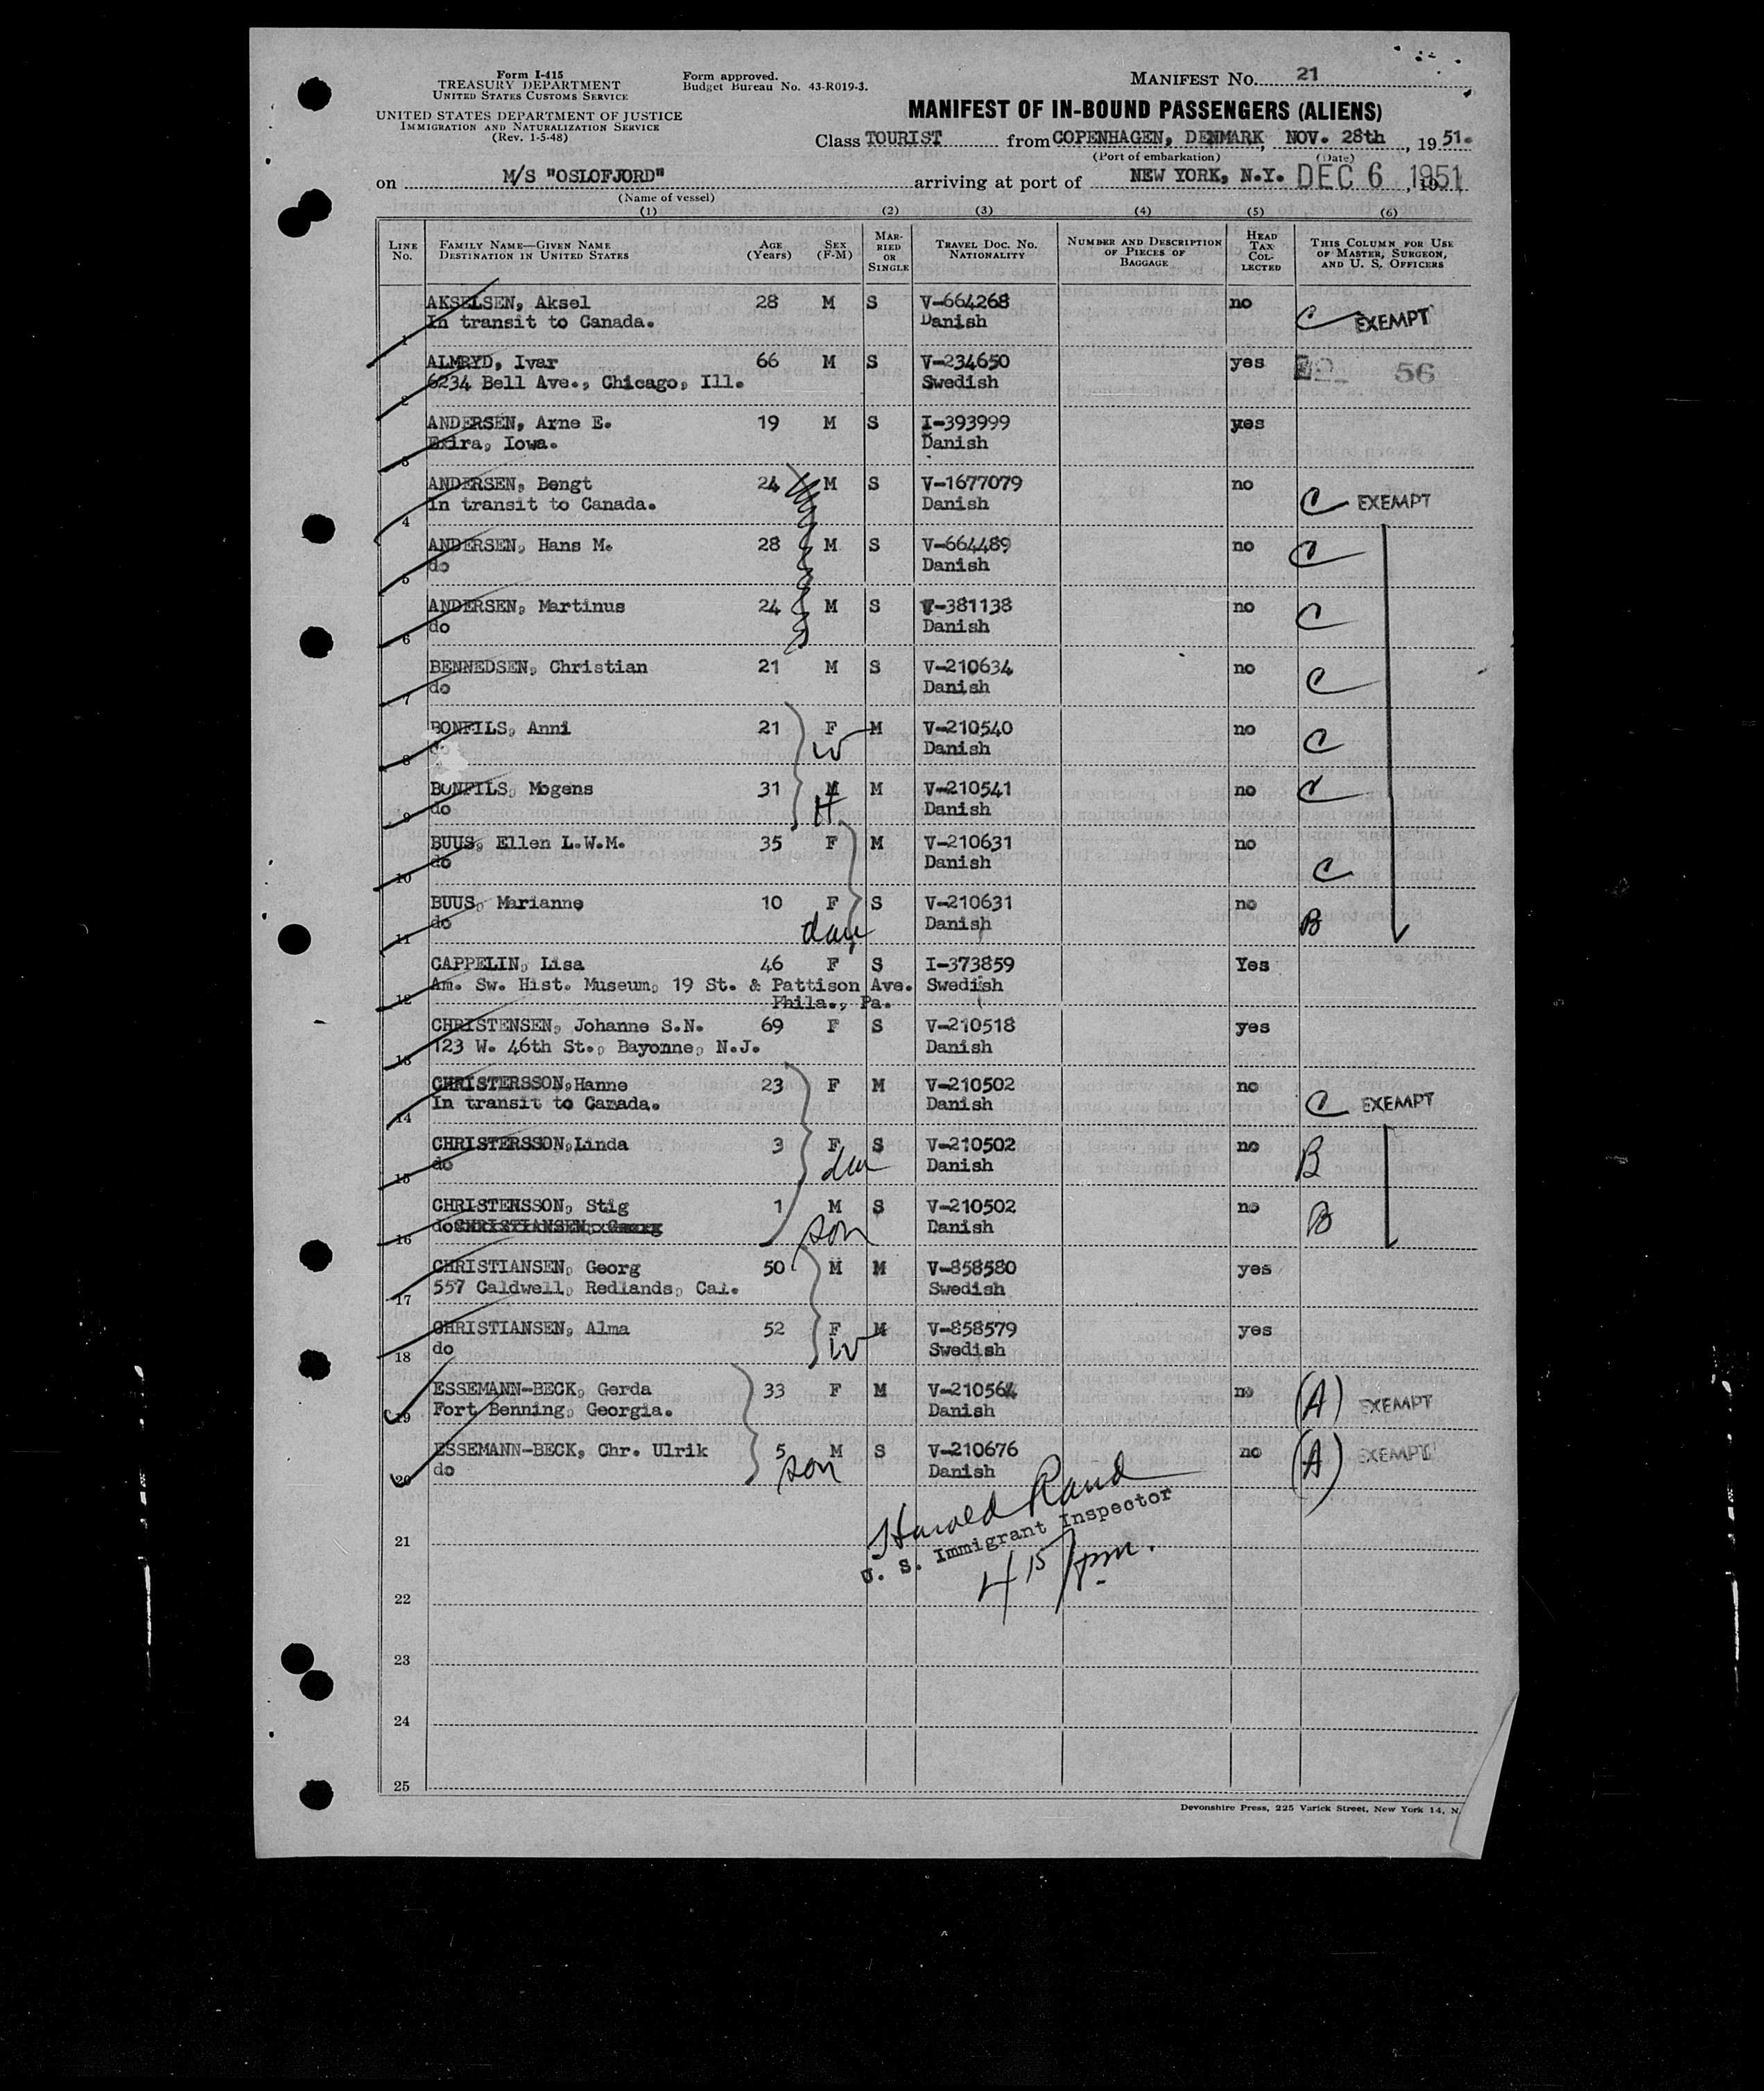 Form I-415
TREASURY DEPARTMENT
UNITED STATES CUSTOMS SERVICE
UNITED STATES DEPARTMENT OF JUSTICE
IMMIGRATION AND NATURALIZATION SERVICE
(Rev. 1-5-48)
Form approved.
Budget Bureau No. 43-R019-3.
MANIFEST NO. 21
MANIFEST OF IN-BOUND PASSENGERS (ALIENS)
Class TOURIST from COPENHAGEN, DENMARK NOV. 28th, 1951.
(Port of embarkation) (Date)
on M/S "OSLOFJORD" arriving at port of NEW YORK, N.Y. DEC 6 1951
(Name of vessel)
(1) (2) (3) (4) (5) (6)
LINE NO. FAMILY NAME—GIVEN NAME DESTINATION IN UNITED STATES AGE (Years) SEX (F-M) MARRIED OR SINGLE TRAVEL DOC. NO. NATIONALITY NUMBER AND DESCRIPTION OF PIECES OF BAGGAGE HEAD TAX COLLECTED THIS COLUMN FOR USE OF MASTER, SURGEON, AND U. S. OFFICERS
AKSELSEN, Aksel 28 M S V-664268 no
1 In transit to Canada. Danish C EXEMPT
ALMRYD, Ivar 66 M S V-234650 yes
2 6234 Bell Ave., Chicago, Ill. Swedish 56
ANDERSEN, Arne E. 19 M S I-393999 yes
3 Exira, Iowa. Danish
ANDERSEN, Bengt 24 M S V-1677079 no
4 In transit to Canada. Danish C EXEMPT
ANDERSEN, Hans M. 28 M S V-664489 no C
5 do Danish
ANDERSEN, Martinus 24 M S V-381138 no C
6 do Danish
BENNEDSEN, Christian 21 M S V-210634 no
7 do Danish C
BONFILS, Anni 21 F M V-210540 no
8 do W Danish C
BONFILS, Mogens 31 M M V-210541 no C
9 do H Danish
BUUS, Ellen L.W.M. 35 F M V-210631 no
10 do Danish C
BUUS, Marianne 10 F S V-210631 no
11 do dau Danish B
CAPPELIN, Lisa 46 F S I-373859 Yes
12 Am. Sw. Hist. Museum, 19 St. & Pattison Ave. Swedish
Phila., Pa.
CHRISTENSEN, Johanne S.N. 69 F S V-210518 yes
13 123 W. 46th St., Bayonne, N.J. Danish
CHRISTERSSON, Hanne 23 F M V-210502 no
14 In transit to Canada. Danish C EXEMPT
CHRISTERSSON, Linda 3 F S V-210502 no
15 do dau Danish B
CHRISTENSSON, Stig 1 M S V-210502 no
16 do CHRISTIANSEN, Georg son Danish B
CHRISTIANSEN, Georg 50 M M V-858580 yes
17 557 Caldwell, Redlands, Cal. Swedish
CHRISTIANSEN, Alma 52 F M V-858579 yes
18 do W Swedish
ESSEMANN-BECK, Gerda 33 F M V-210564 no
19 Fort Benning, Georgia. Danish (A) EXEMPT
ESSEMANN-BECK, Chr. Ulrik 5 M S V-210676 no (A) EXEMPT
20 do son Danish
Harold Rand
U. S. Immigrant Inspector
21
4 15/pm.
22
23
24
25
Devonshire Press, 225 Varick Street, New York 14, N.